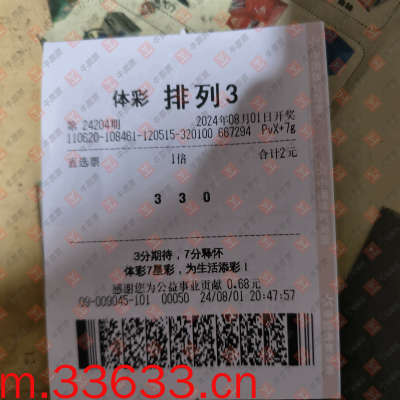 体彩 排列3
第 24204期 2024年08月01日开奖
110620-108461-120515-320100 667294 PvX+7g
直选票 1倍 合计2元
3 3 0
3分期待，7分释怀
体彩7星彩，为生活添彩！
感谢您为公益事业贡献 0.68元
09-009045-101 00050 24/08/01 20:47:57
m.33633.cn